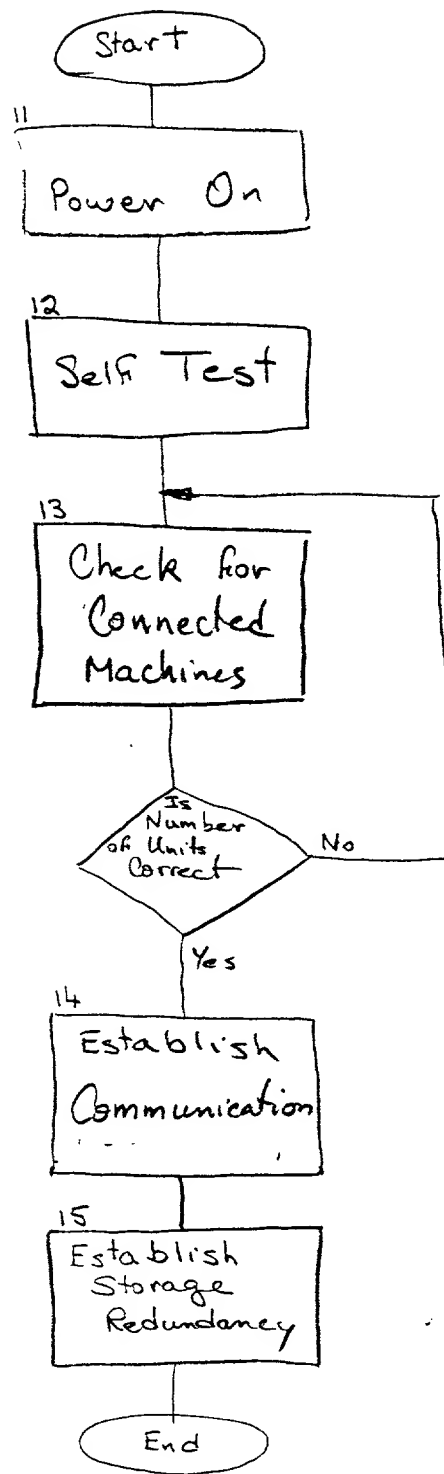 Start
11
Power On
12
Self Test
13
Check for
Connected
Machines
Is
Number
of Units
Correct
No
Yes
14
Establish
Communication
15
Establish
Storage
Redundancy
End